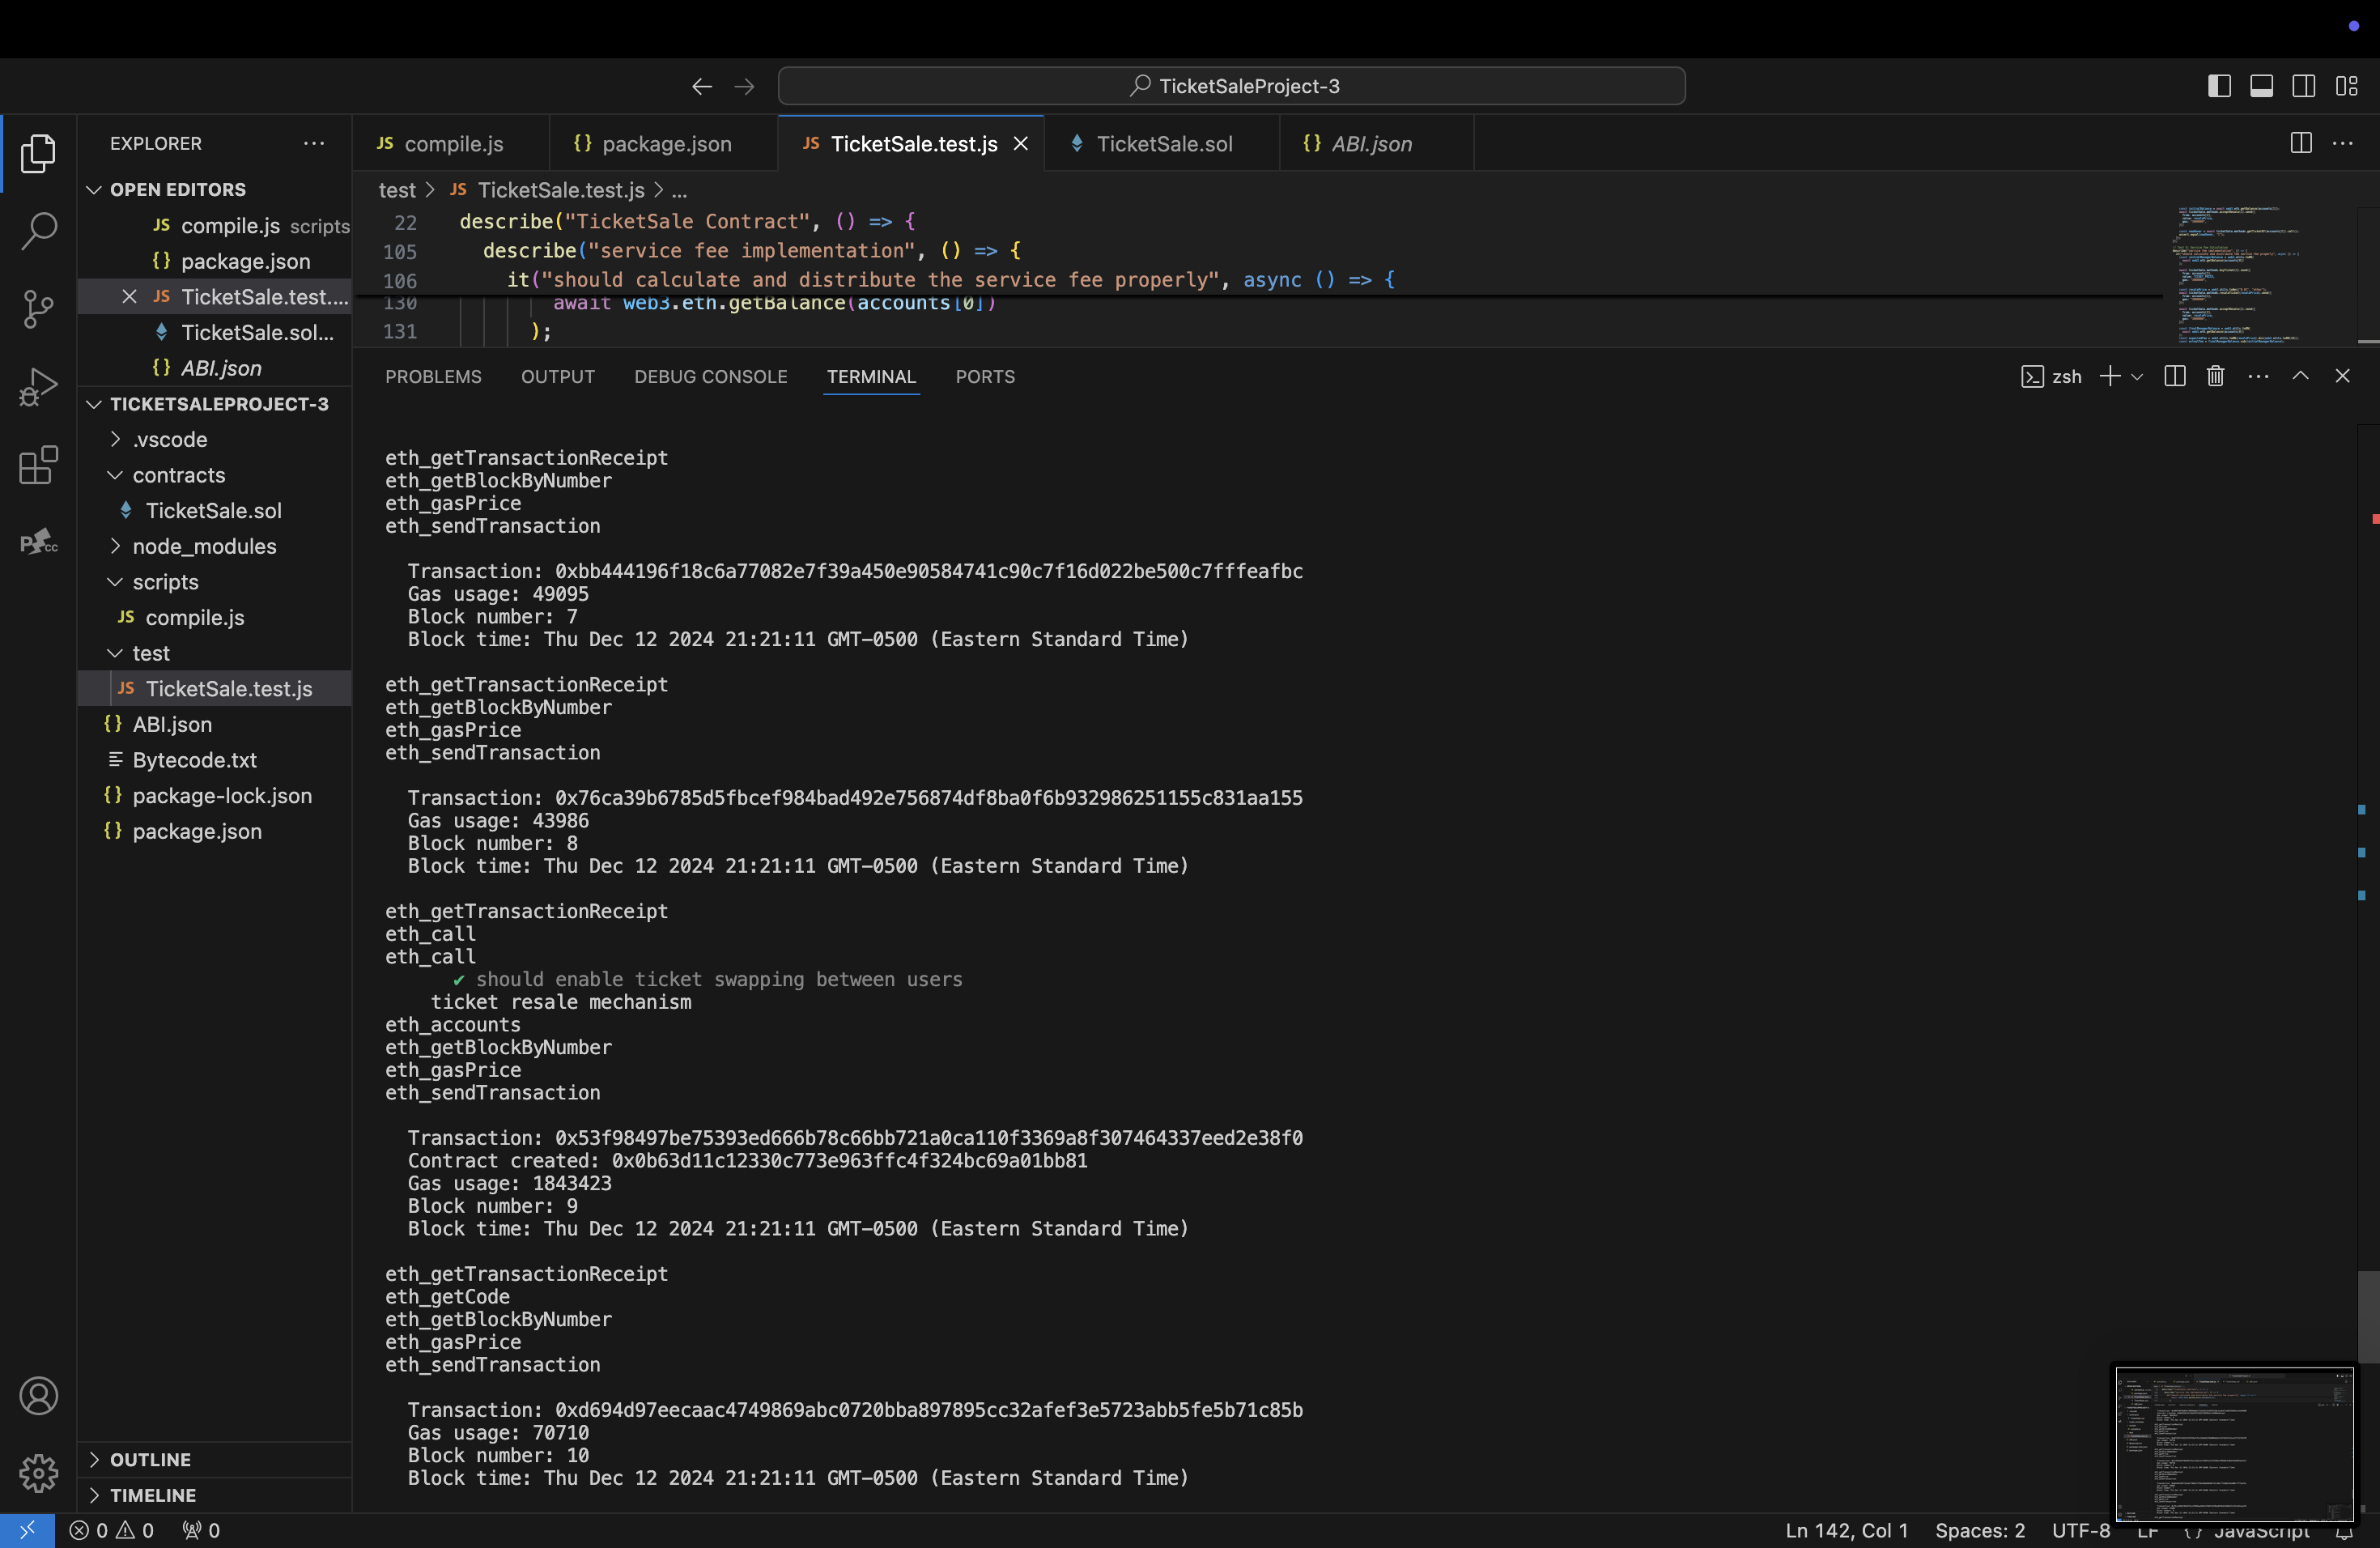 TicketSaleProject-3
EXPLORER
OPEN EDITORS
JS compile.js scripts
{} package.json
JS TicketSale.test....
TicketSale.sol...
{} ABI.json
TICKETSALEPROJECT-3
.vscode
contracts
TicketSale.sol
node_modules
scripts
JS compile.js
test
JS TicketSale.test.js
{} ABI.json
Bytecode.txt
{} package-lock.json
{} package.json
OUTLINE
TIMELINE
JS compile.js
{} package.json
JS TicketSale.test.js
TicketSale.sol
{} ABI.json
test > JS TicketSale.test.js > ...
22 describe("TicketSale Contract", () => {
105 describe("service fee implementation", () => {
106 it("should calculate and distribute the service fee properly", async () => {
130 await web3.eth.getBalance(accounts[0])
131 );
PROBLEMS OUTPUT DEBUG CONSOLE TERMINAL PORTS
zsh
eth_getTransactionReceipt
eth_getBlockByNumber
eth_gasPrice
eth_sendTransaction
Transaction: 0xbb444196f18c6a77082e7f39a450e90584741c90c7f16d022be500c7fffeafbc
Gas usage: 49095
Block number: 7
Block time: Thu Dec 12 2024 21:21:11 GMT-0500 (Eastern Standard Time)
eth_getTransactionReceipt
eth_getBlockByNumber
eth_gasPrice
eth_sendTransaction
Transaction: 0x76ca39b6785d5fbcef984bad492e756874df8ba0f6b932986251155c831aa155
Gas usage: 43986
Block number: 8
Block time: Thu Dec 12 2024 21:21:11 GMT-0500 (Eastern Standard Time)
eth_getTransactionReceipt
eth_call
eth_call
✔ should enable ticket swapping between users
ticket resale mechanism
eth_accounts
eth_getBlockByNumber
eth_gasPrice
eth_sendTransaction
Transaction: 0x53f98497be75393ed666b78c66bb721a0ca110f3369a8f307464337eed2e38f0
Contract created: 0x0b63d11c12330c773e963ffc4f324bc69a01bb81
Gas usage: 1843423
Block number: 9
Block time: Thu Dec 12 2024 21:21:11 GMT-0500 (Eastern Standard Time)
eth_getTransactionReceipt
eth_getCode
eth_getBlockByNumber
eth_gasPrice
eth_sendTransaction
Transaction: 0xd694d97eecaac4749869abc0720bba897895cc32afef3e5723abb5fe5b71c85b
Gas usage: 70710
Block number: 10
Block time: Thu Dec 12 2024 21:21:11 GMT-0500 (Eastern Standard Time)
0 0 0
Ln 142, Col 1 Spaces: 2 UTF-8 LF {} JavaScript